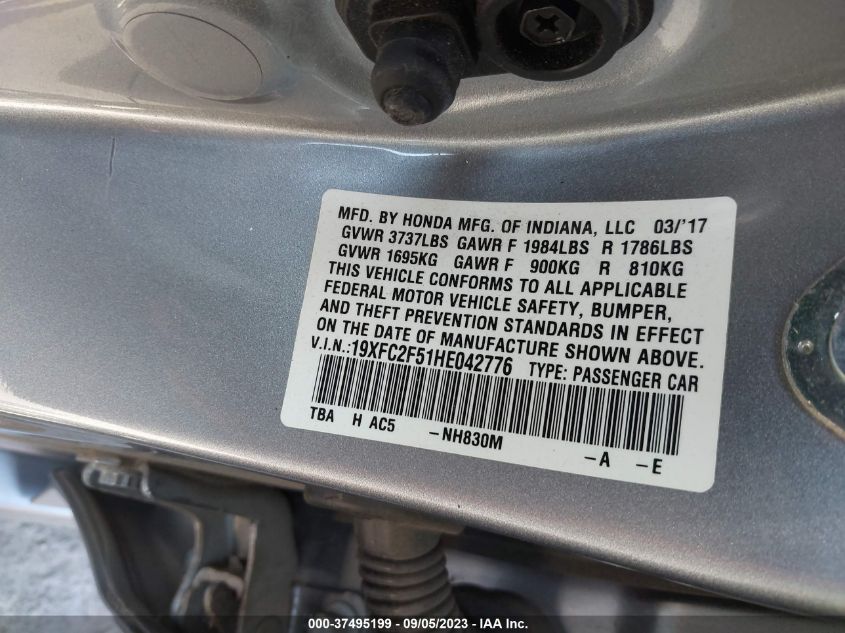 MFD. BY HONDA MFG. OF INDIANA, LLC 03/'17
GVWR 3737LBS GAWR F 1984LBS R 1786LBS
GVWR 1695KG GAWR F 900KG R 810KG
THIS VEHICLE CONFORMS TO ALL APPLICABLE
FEDERAL MOTOR VEHICLE SAFETY, BUMPER,
AND THEFT PREVENTION STANDARDS IN EFFECT
ON THE DATE OF MANUFACTURE SHOWN ABOVE.
V.I.N.:19XFC2F51HE042776 TYPE: PASSENGER CAR
TBA H AC5 -NH830M -A -E
000-37495199 - 09/05/2023 - IAA Inc.